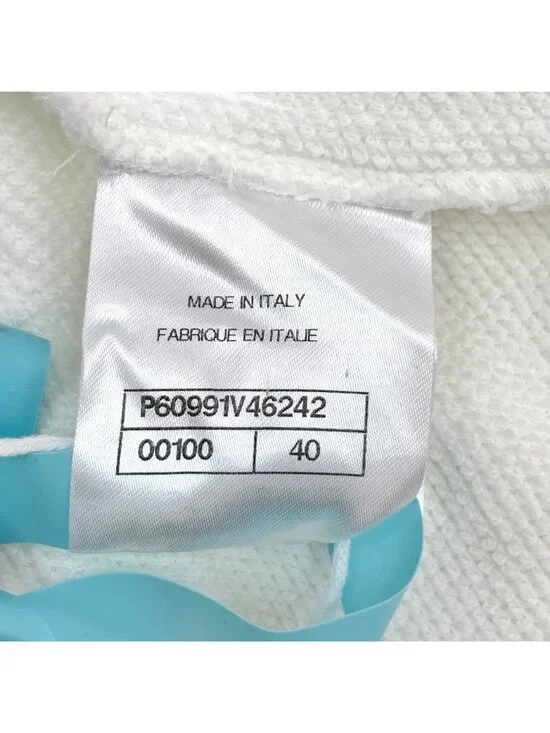 MADE IN ITALY
FABRIQUE EN ITALIE
P60991V46242
00100 40